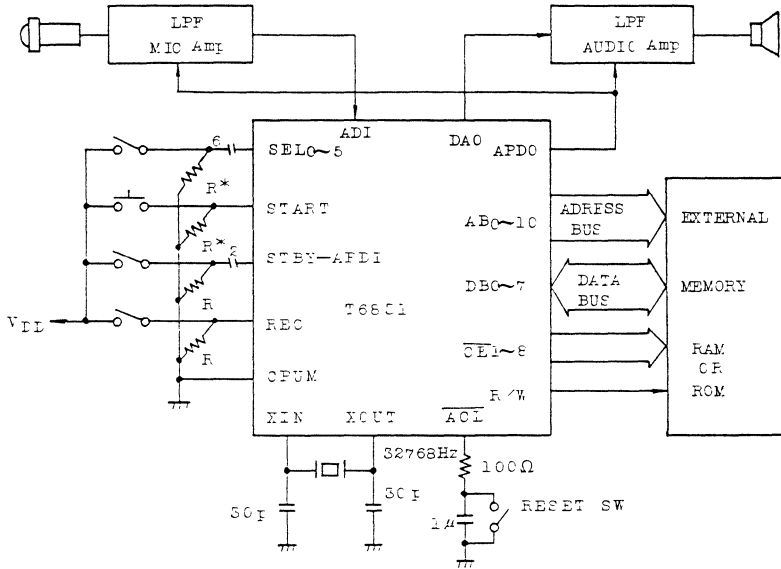 LPF
MIC Amp
LPF
AUDIO Amp
ADI
DAO
APDO
6
SEL0~5
R*
START
R*
2
STBY-APDI
R
T6801
REC
R
VDD
CPUM
XIN
XOUT
ACL
AB0~10
ADRESS
BUS
DB0~7
DATA
BUS
CE1~8
R/W
EXTERNAL
MEMORY
RAM
OR
ROM
32768Hz
100Ω
30p
30p
1μ
RESET SW